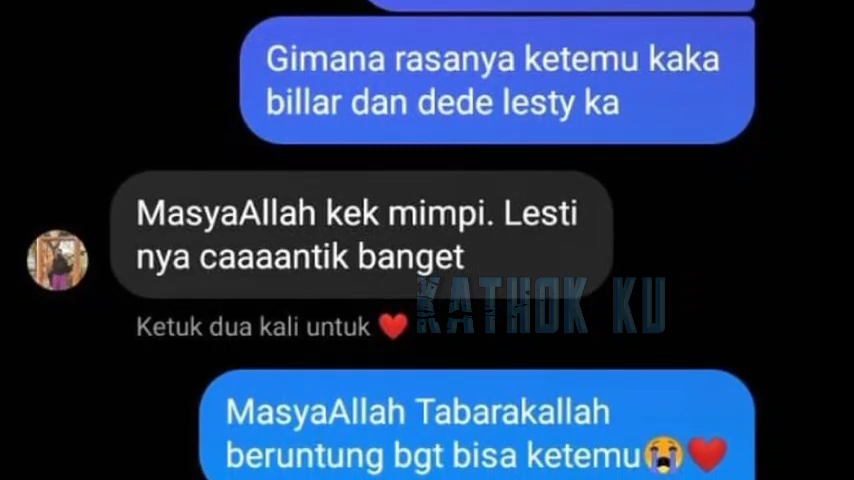 Gimana rasanya ketemu kaka
billar dan dede lesty ka
MasyaAllah kek mimpi. Lesti
nya caaaantik banget
KATHOK KU
Ketuk dua kali untuk ❤️
MasyaAllah Tabarakallah
beruntung bgt bisa ketemu😭❤️